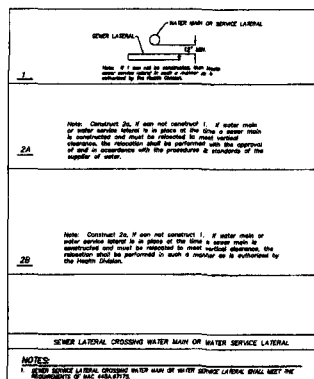 WATER MAIN OR SERVICE LATERAL
SEWER LATERAL
MIN.
Note: If 1 can not be constructed, then locate
sewer service lateral in such a manner as is
authorized by the Health Division.
1
Note: Construct 2a, if can not construct 1. If water main
or water service lateral is in place at the time a sewer main
is constructed and must be relocated to meet vertical
clearance, the relocation shall be performed with the approval
of and in accordance with the procedures & standards of the
supplier of water.
2A
Note: Construct 2a, if can not construct 1. If water main or
water service lateral is in place at the time a sewer main is
constructed and must be relocated to meet vertical clearance, the
relocation shall be performed in such a manner as is authorized by
the Health Division.
2B
SEWER LATERAL CROSSING WATER MAIN OR WATER SERVICE LATERAL
NOTES:
1. SEWER SERVICE LATERAL CROSSING WATER MAIN OR WATER SERVICE LATERAL SHALL MEET THE
REQUIREMENTS OF NAC 445A.67175.